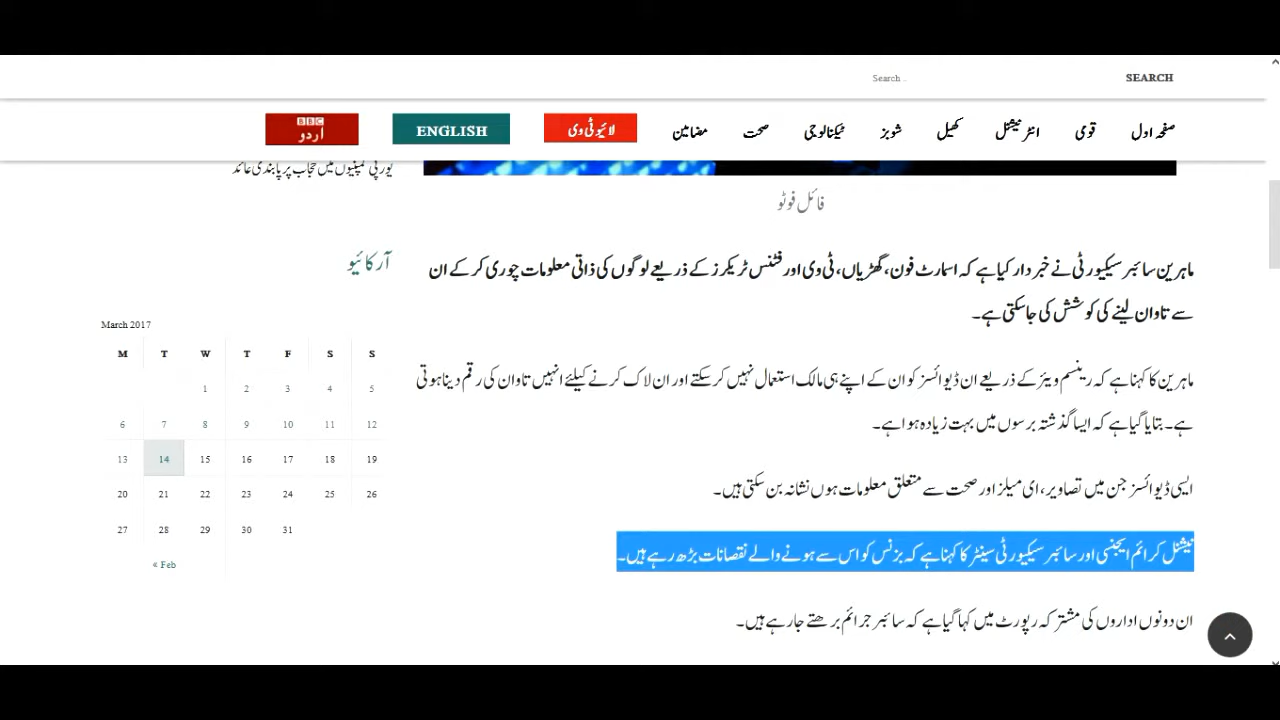 Search ..
SEARCH
صفحہ اول
قومی
انٹرنیشنل
کھیل
شوبز
ٹیکنالوجی
صحت
مضامین
لائیو ٹی وی
ENGLISH
BBC
اردو
یورپی کمپنیوں میں حجاب پر پابندی عائد
فائل فوٹو
ماہرین سائبر سیکیورٹی نے خبردار کیا ہے کہ اسمارٹ فون، گھڑیاں، ٹی وی اور فٹنس ٹریکرز کے ذریعے لوگوں کی ذاتی معلومات چوری کر کے ان
سے تاوان لینے کی کوشش کی جاسکتی ہے۔
ماہرین کا کہنا ہے کہ رینسم ویئر کے ذریعے ان ڈیوائسز کو ان کے اپنے ہی مالک استعمال نہیں کرسکتے اور ان لاک کرنے کیلئے انہیں تاوان کی رقم دینا ہوتی
ہے۔ بتایا گیا ہے کہ ایسا گذشتہ برسوں میں بہت زیادہ ہوا ہے۔
ایسی ڈیوائسز جن میں تصاویر، ای میلز اور صحت سے متعلق معلومات ہوں نشانہ بن سکتی ہیں۔
نیشنل کرائم ایجنسی اور سائبر سیکیورٹی سینٹر کا کہنا ہے کہ بزنس کو اس سے ہونے والے نقصانات بڑھ رہے ہیں۔
ان دونوں اداروں کی مشترکہ رپورٹ میں کہا گیا ہے کہ سائبر جرائم بڑھتے جارہے ہیں۔
آرکائیو
March 2017
M T W T F S S
1 2 3 4 5
6 7 8 9 10 11 12
13 14 15 16 17 18 19
20 21 22 23 24 25 26
27 28 29 30 31
« Feb